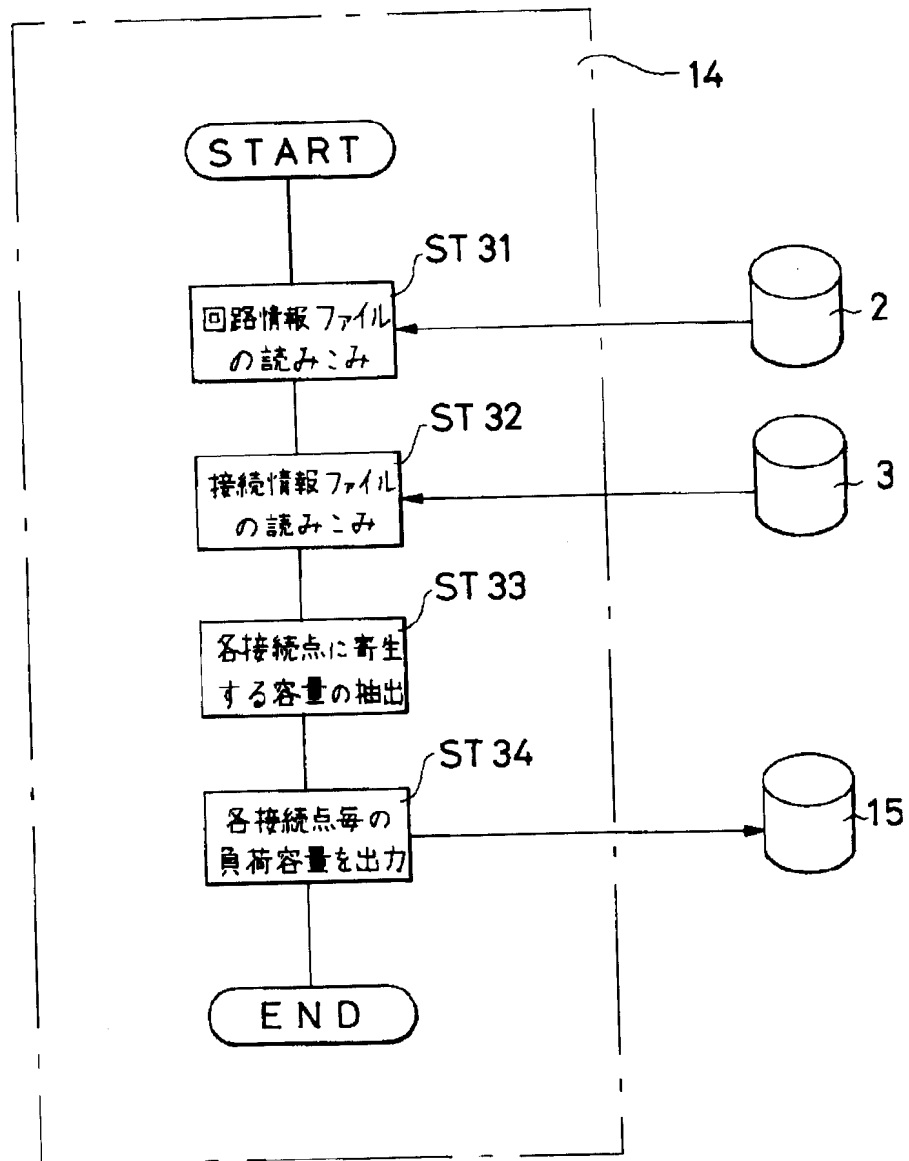 14
START
ST 31
回路情報ファイル
の読みこみ
2
ST 32
接続情報ファイル
の読みこみ
3
ST 33
各接続点に寄生
する容量の抽出
ST 34
各接続点毎の
負荷容量を出力
15
END